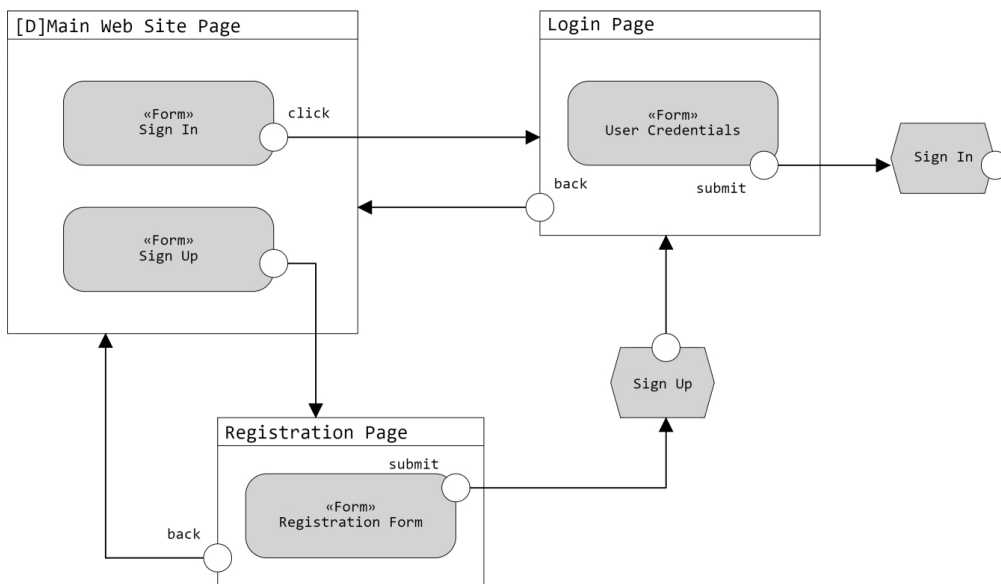 [D]Main Web Site Page
«Form»
Sign In
click
«Form»
Sign Up
Login Page
«Form»
User Credentials
submit
back
Sign In
Sign Up
Registration Page
submit
«Form»
Registration Form
back